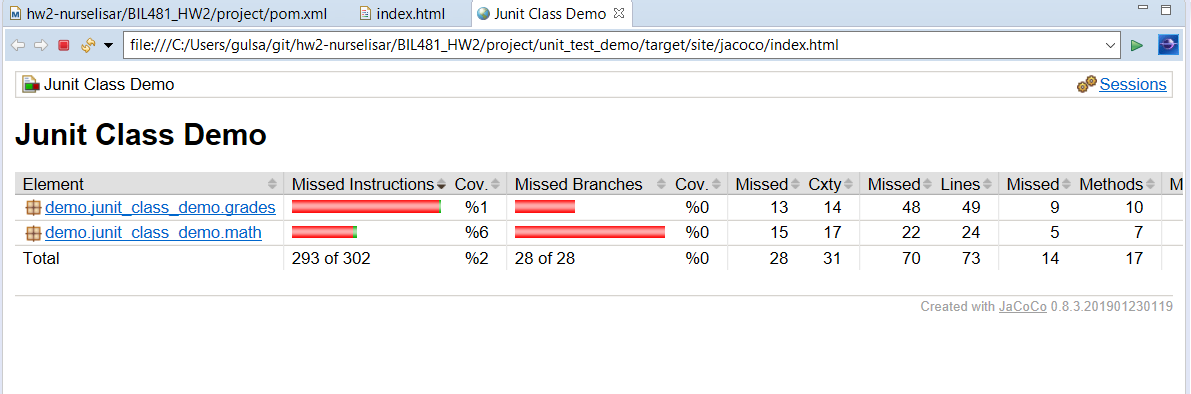 hw2-nurselisar/BIL481_HW2/project/pom.xml index.html Junit Class Demo
file:///C:/Users/gulsa/git/hw2-nurselisar/BIL481_HW2/project/unit_test_demo/target/site/jacoco/index.html
Junit Class Demo Sessions
Junit Class Demo
Element Missed Instructions Cov. Missed Branches Cov. Missed Cxty Missed Lines Missed Methods M
demo.junit_class_demo.grades %1 %0 13 14 48 49 9 10
demo.junit_class_demo.math %6 %0 15 17 22 24 5 7
Total 293 of 302 %2 28 of 28 %0 28 31 70 73 14 17
Created with JaCoCo 0.8.3.201901230119